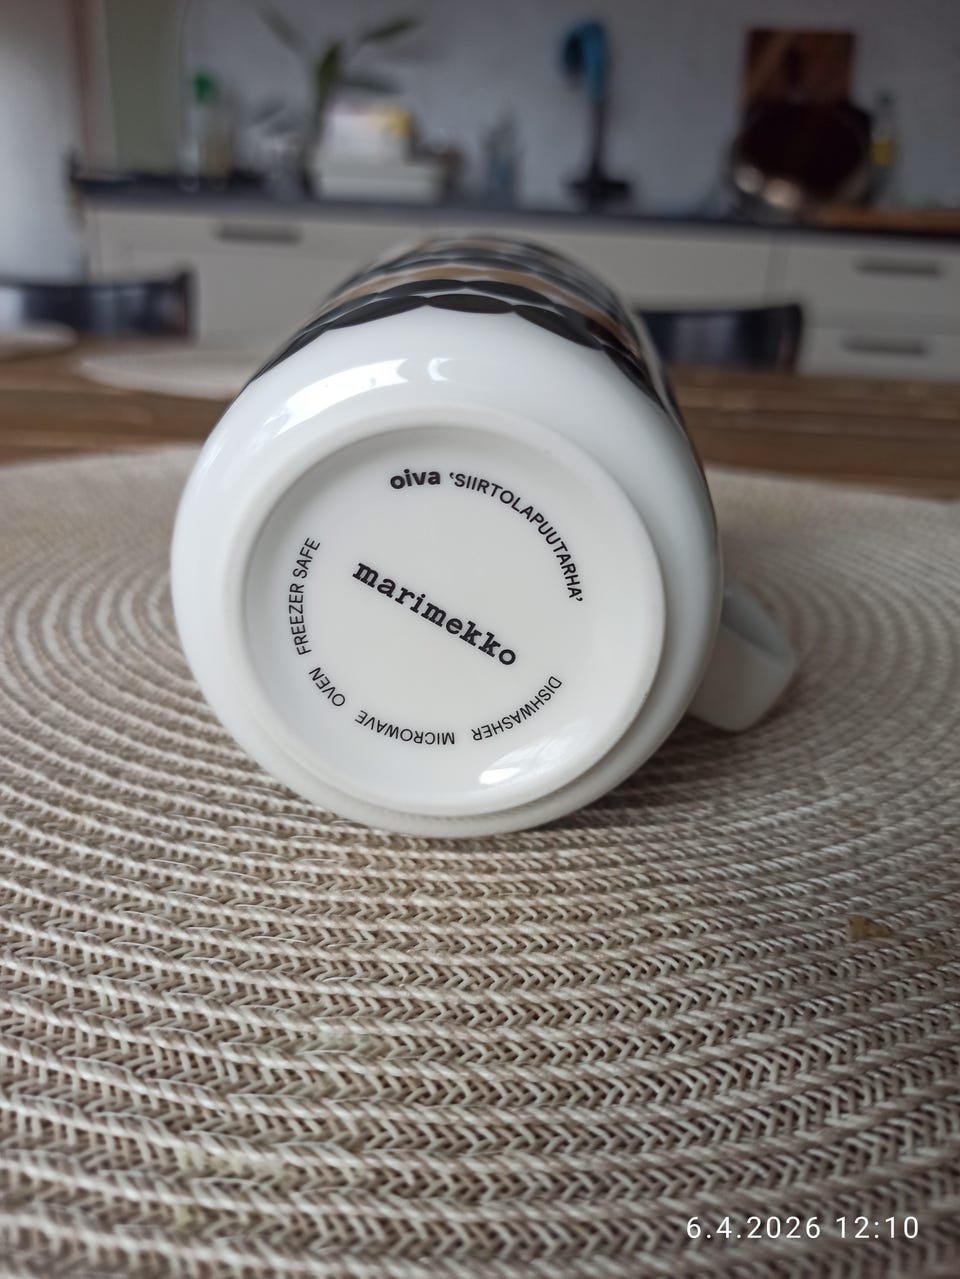 oiva ‘SIIRTOLAPUUTARHA’
marimekko
DISHWASHER MICROWAVE OVEN FREEZER SAFE
6.4.2026 12:10